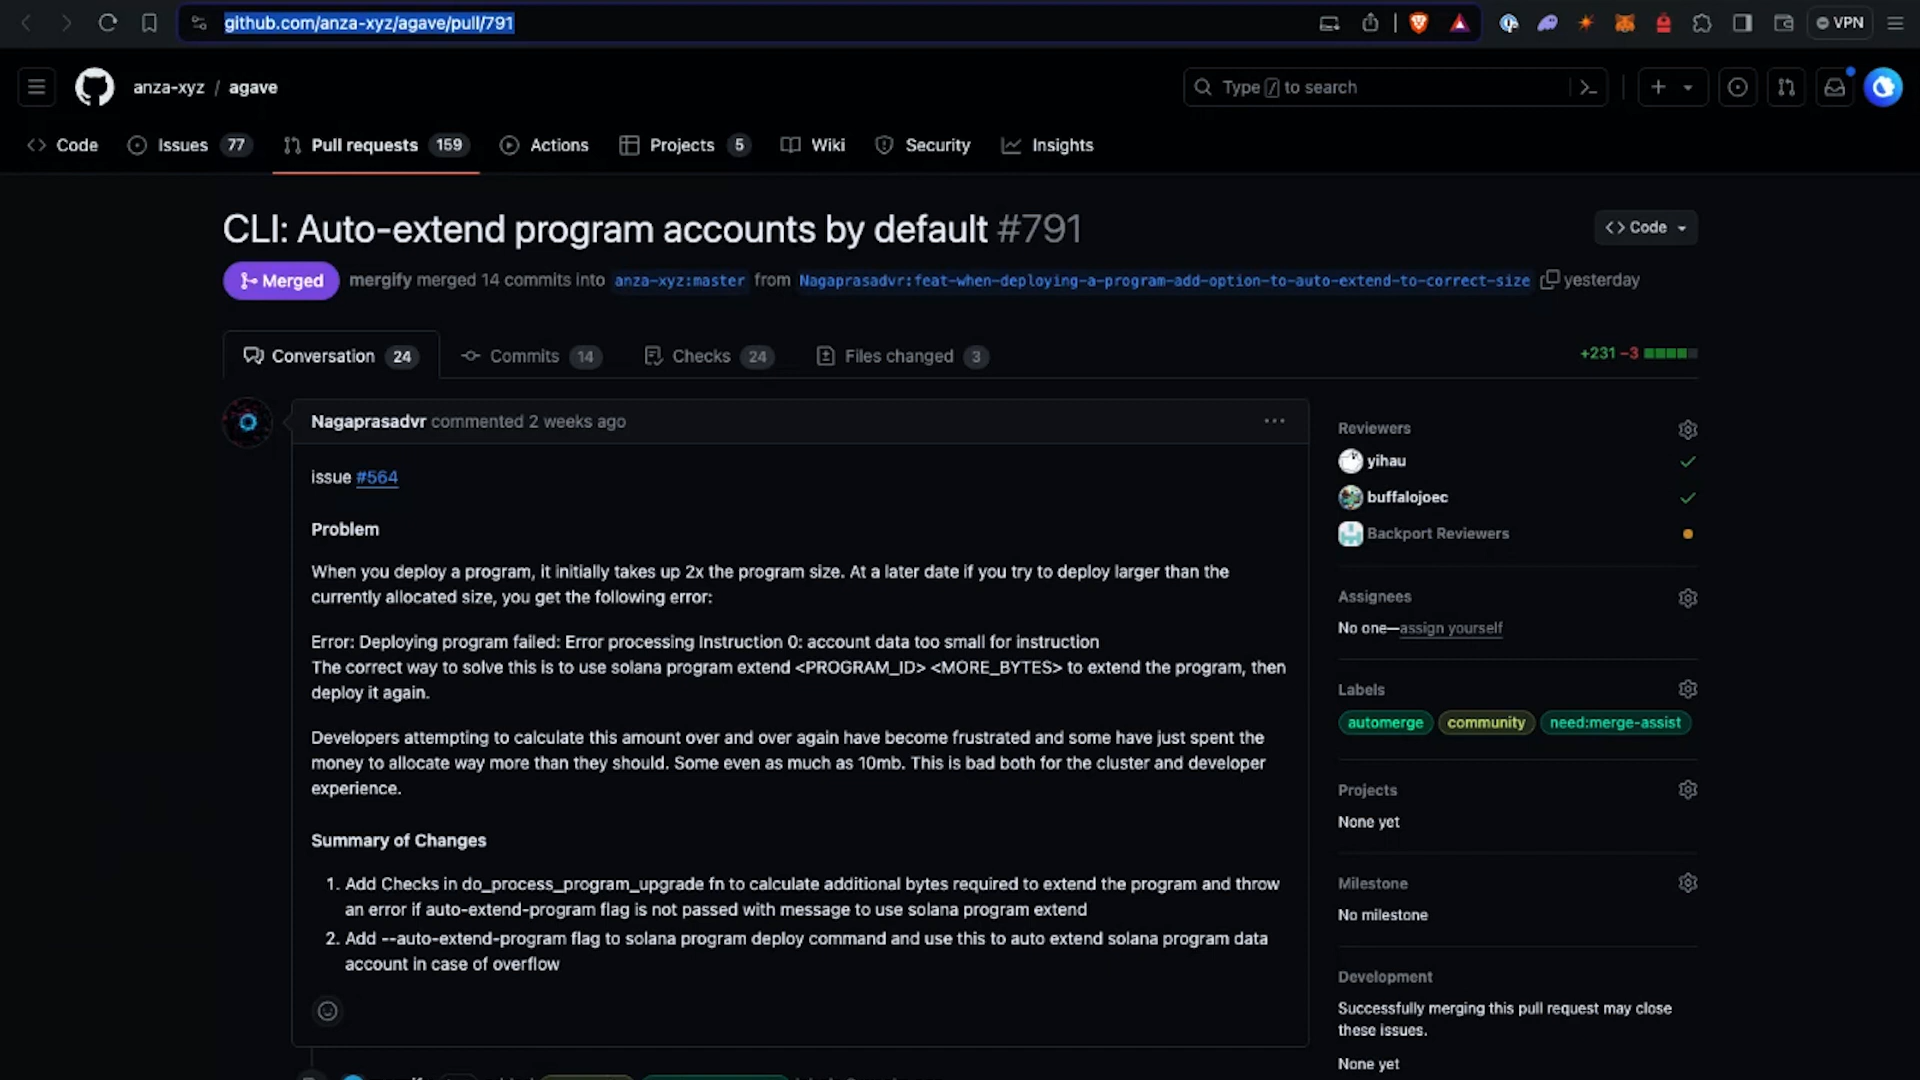 github.com/anza-xyz/agave/pull/791
VPN
anza-xyz / agave
Type / to search
Code
Issues 77
Pull requests 159
Actions
Projects 5
Wiki
Security
Insights
CLI: Auto-extend program accounts by default #791
Code
Merged
mergify merged 14 commits into anza-xyz:master from Nagaprasadvr:feat-when-deploying-a-program-add-option-to-auto-extend-to-correct-size yesterday
Conversation 24
Commits 14
Checks 24
Files changed 3
+231 −3
Nagaprasadvr commented 2 weeks ago
issue #564
Problem
When you deploy a program, it initially takes up 2x the program size. At a later date if you try to deploy larger than the
currently allocated size, you get the following error:
Error: Deploying program failed: Error processing Instruction 0: account data too small for instruction
The correct way to solve this is to use solana program extend <PROGRAM_ID> <MORE_BYTES> to extend the program, then
deploy it again.
Developers attempting to calculate this amount over and over again have become frustrated and some have just spent the
money to allocate way more than they should. Some even as much as 10mb. This is bad both for the cluster and developer
experience.
Summary of Changes
1. Add Checks in do_process_program_upgrade fn to calculate additional bytes required to extend the program and throw
an error if auto-extend-program flag is not passed with message to use solana program extend
2. Add --auto-extend-program flag to solana program deploy command and use this to auto extend solana program data
account in case of overflow
Reviewers
yihau
buffalojoec
Backport Reviewers
Assignees
No one—assign yourself
Labels
automerge community need:merge-assist
Projects
None yet
Milestone
No milestone
Development
Successfully merging this pull request may close
these issues.
None yet